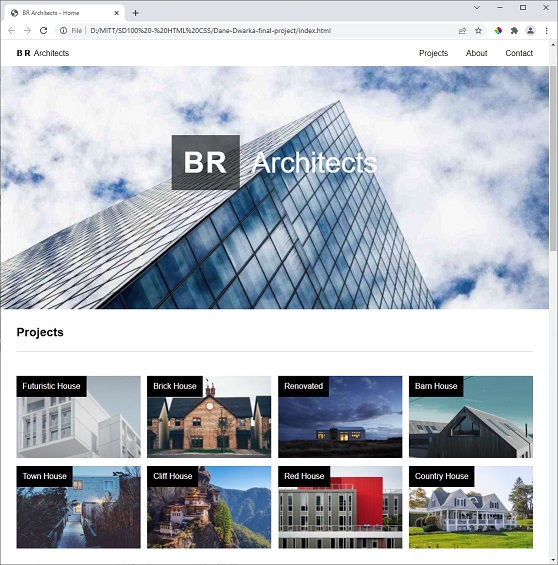 BR Architects - Home
File
D:/MITT/SD100%20-%20HTML%20CSS/Dane-Dwarka-final-project/index.html
BR Architects
Projects About Contact
BR Architects
Projects
Futuristic House
Brick House
Renovated
Barn House
Town House
Cliff House
Red House
Country House